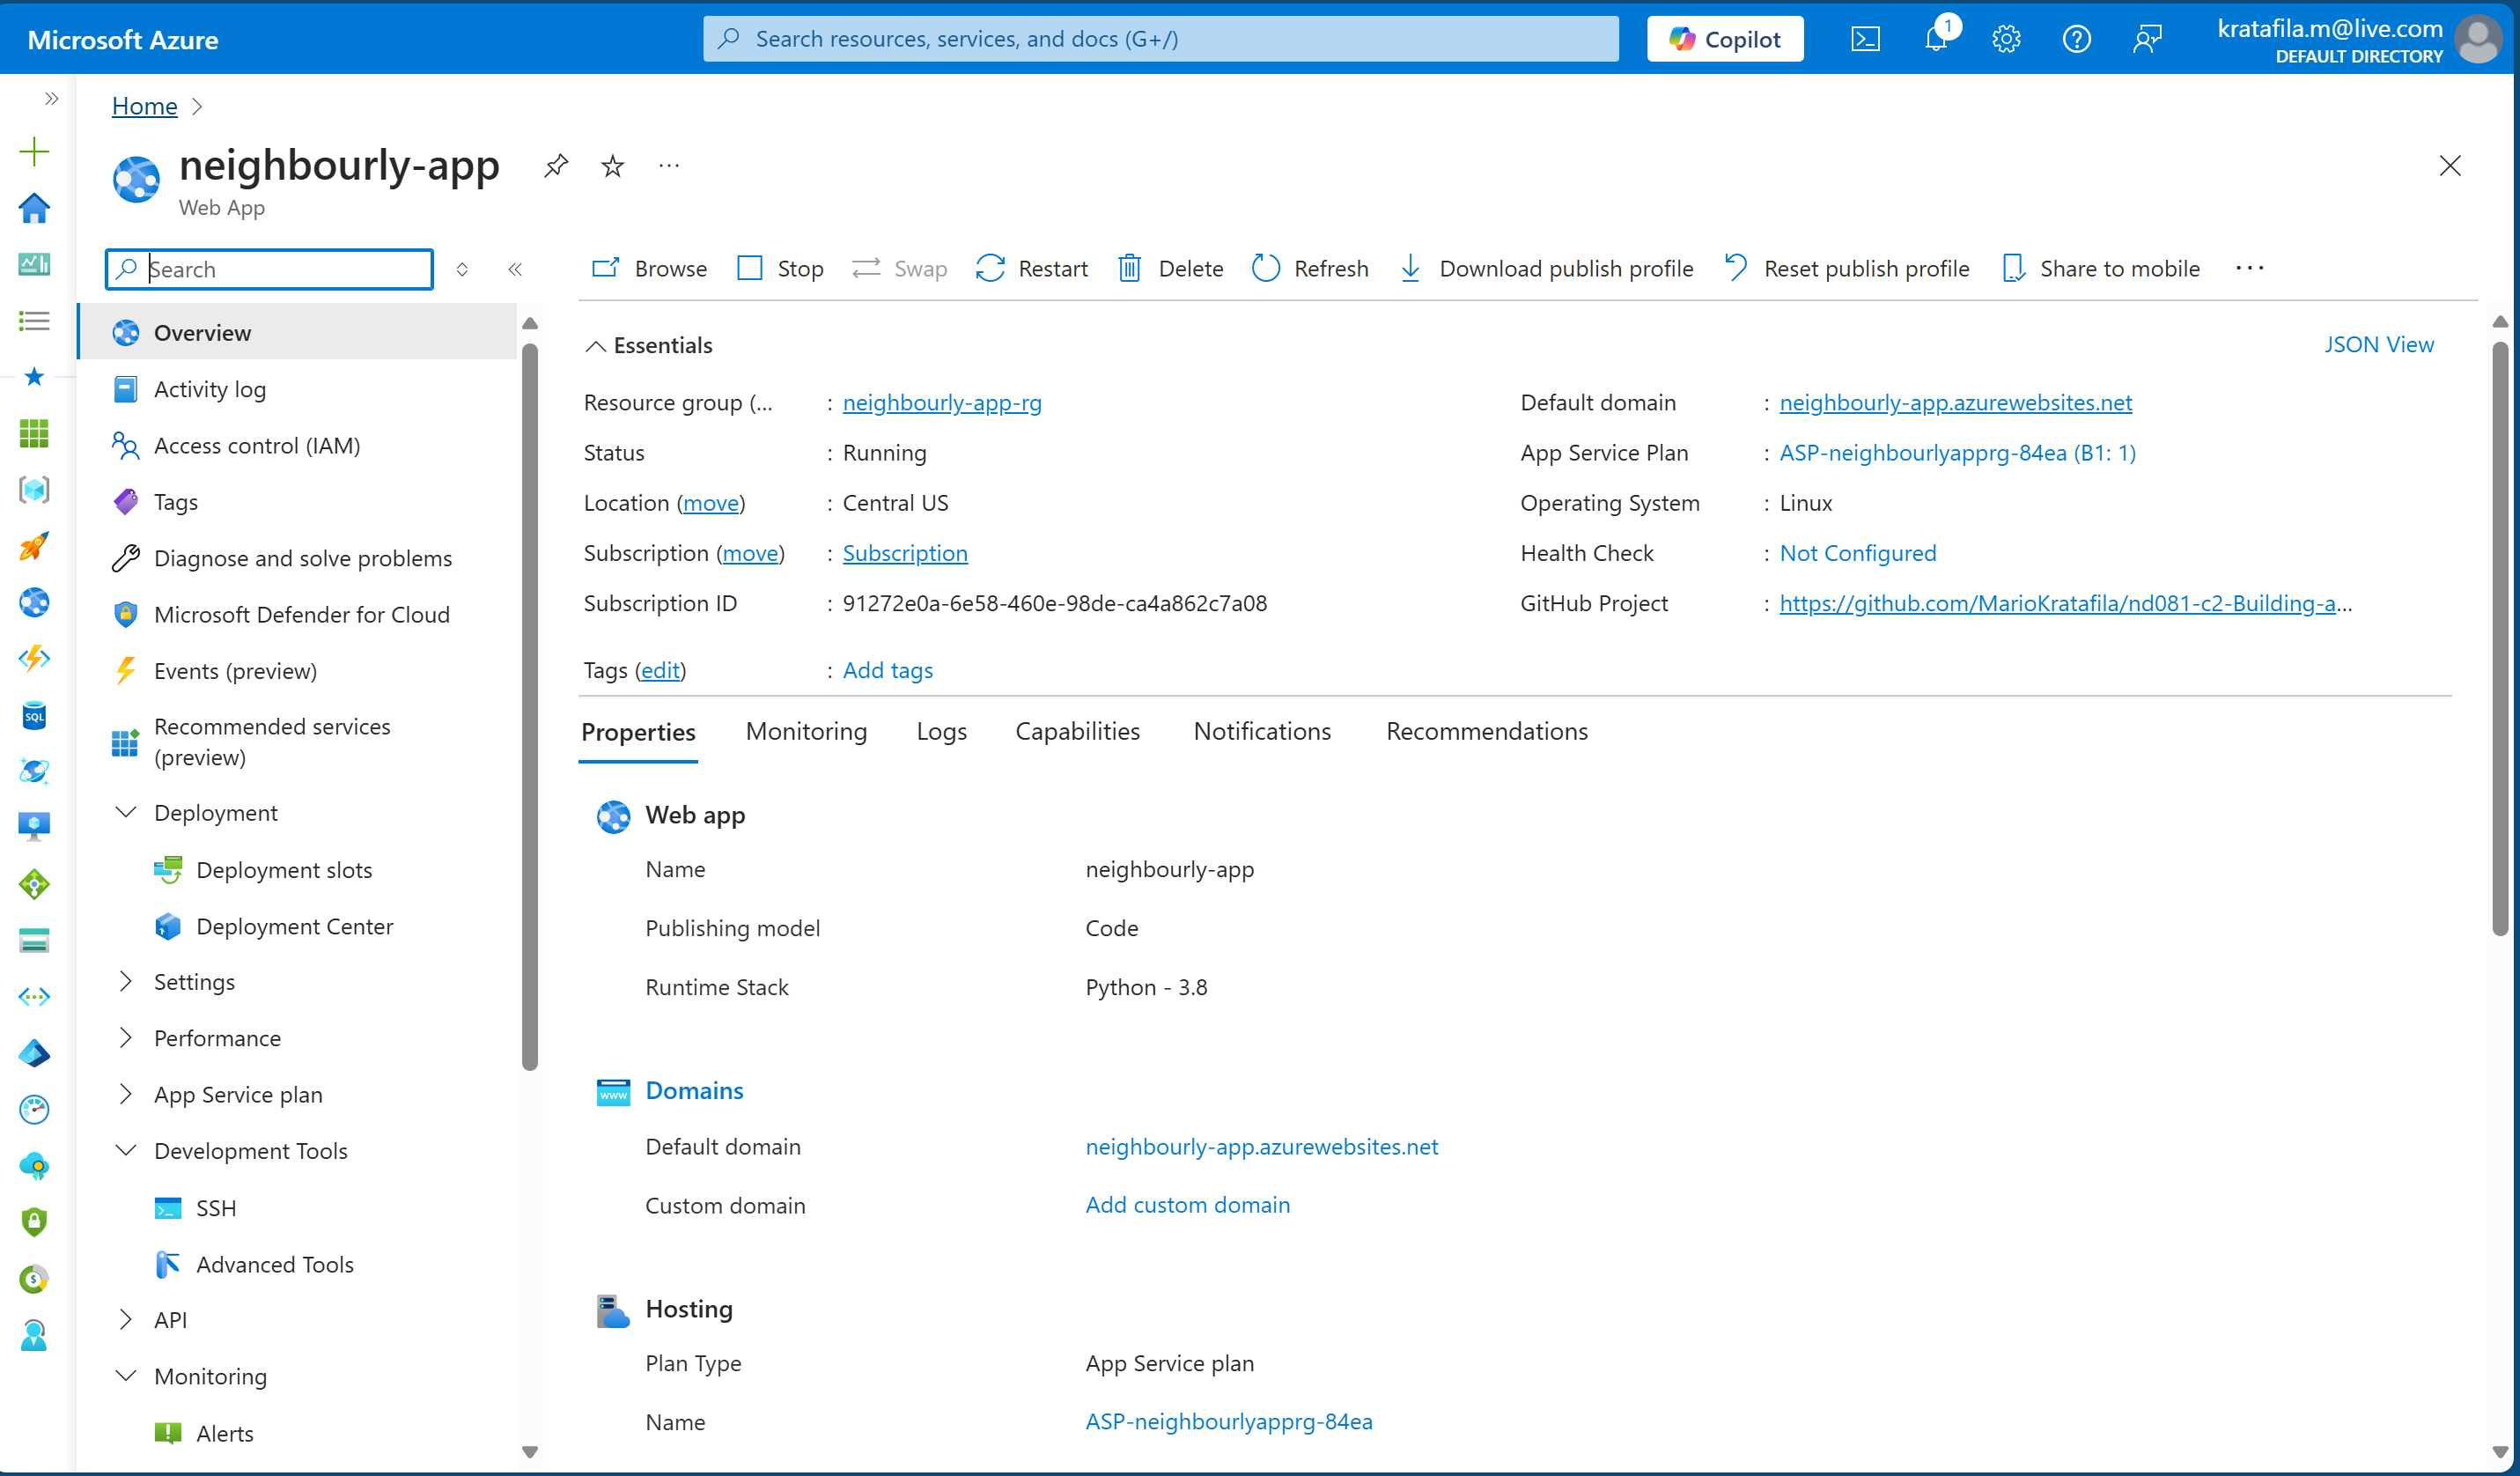 Microsoft Azure
Search resources, services, and docs (G+/)
Copilot
1
kratafila.m@live.com
DEFAULT DIRECTORY
Home
neighbourly-app
Web App
Search
Browse Stop Swap Restart Delete Refresh Download publish profile Reset publish profile Share to mobile
Overview
Activity log
Access control (IAM)
Tags
Diagnose and solve problems
Microsoft Defender for Cloud
Events (preview)
Recommended services
(preview)
Deployment
Deployment slots
Deployment Center
Settings
Performance
App Service plan
Development Tools
SSH
Advanced Tools
API
Monitoring
Alerts
Essentials
JSON View
Resource group (... : neighbourly-app-rg
Status : Running
Location (move) : Central US
Subscription (move) : Subscription
Subscription ID : 91272e0a-6e58-460e-98de-ca4a862c7a08
Default domain : neighbourly-app.azurewebsites.net
App Service Plan : ASP-neighbourlyapprg-84ea (B1: 1)
Operating System : Linux
Health Check : Not Configured
GitHub Project : https://github.com/MarioKratafila/nd081-c2-Building-a...
Tags (edit) : Add tags
Properties Monitoring Logs Capabilities Notifications Recommendations
Web app
Name neighbourly-app
Publishing model Code
Runtime Stack Python - 3.8
www
Domains
Default domain neighbourly-app.azurewebsites.net
Custom domain Add custom domain
Hosting
Plan Type App Service plan
Name ASP-neighbourlyapprg-84ea
SQL